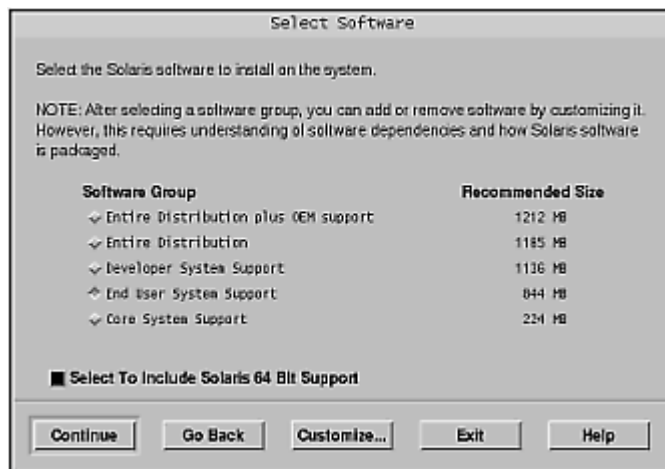 Select Software
Select the Solaris software to install on the system.
NOTE: After selecting a software group, you can add or remove software by customizing it.
However, this requires understanding of software dependencies and how Solaris software
is packaged.
Software Group Recommended Size
Entire Distribution plus OEM support 1212 MB
Entire Distribution 1185 MB
Developer System Support 1136 MB
End User System Support 844 MB
Core System Support 224 MB
Select To Include Solaris 64 Bit Support
Continue Go Back Customize... Exit Help